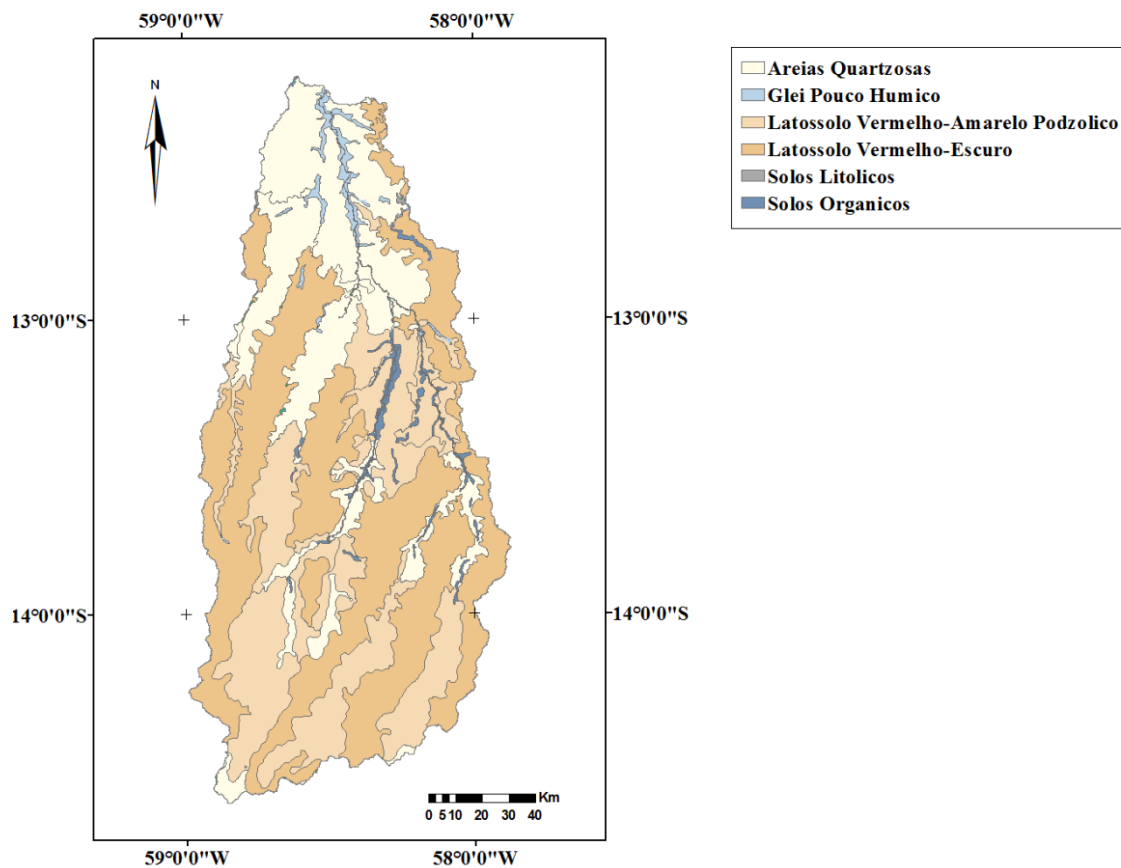 59°0'0"W 58°0'0"W
N
Areias Quartzosas
Glei Pouco Humico
Latossolo Vermelho-Amarelo Podzolico
Latossolo Vermelho-Escuro
Solos Litolicos
Solos Organicos
13°0'0"S 13°0'0"S
14°0'0"S 14°0'0"S
Km
0 5 10 20 30 40
59°0'0"W 58°0'0"W